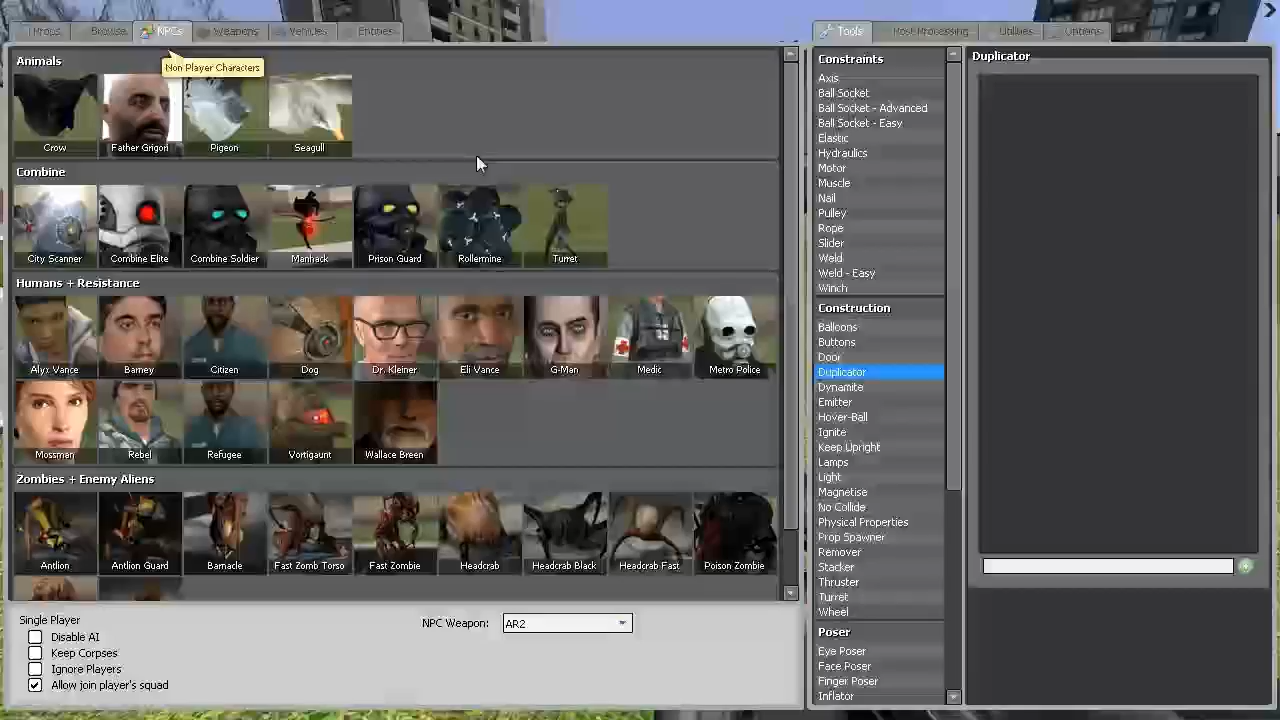 Props
Browse
NPCs
Weapons
Vehicles
Entities
Tools
Post Processing
Utilities
Options
Non Player Characters
Animals
Crow
Father Grigori
Pigeon
Seagull
Combine
City Scanner
Combine Elite
Combine Soldier
Manhack
Prison Guard
Rollermine
Turret
Humans + Resistance
Alyx Vance
Barney
Citizen
Dog
Dr. Kleiner
Eli Vance
G-Man
Medic
Metro Police
Mossman
Rebel
Refugee
Vortigaunt
Wallace Breen
Zombies + Enemy Aliens
Antlion
Antlion Guard
Barnacle
Fast Zomb Torso
Fast Zombie
Headcrab
Headcrab Black
Headcrab Fast
Poison Zombie
Single Player
Disable AI
Keep Corpses
Ignore Players
Allow join player's squad
NPC Weapon:
AR2
Constraints
Axis
Ball Socket
Ball Socket - Advanced
Ball Socket - Easy
Elastic
Hydraulics
Motor
Muscle
Nail
Pulley
Rope
Slider
Weld
Weld - Easy
Winch
Construction
Balloons
Buttons
Door
Duplicator
Dynamite
Emitter
Hover-Ball
Ignite
Keep Upright
Lamps
Light
Magnetise
No Collide
Physical Properties
Prop Spawner
Remover
Stacker
Thruster
Turret
Wheel
Poser
Eye Poser
Face Poser
Finger Poser
Inflator
Duplicator